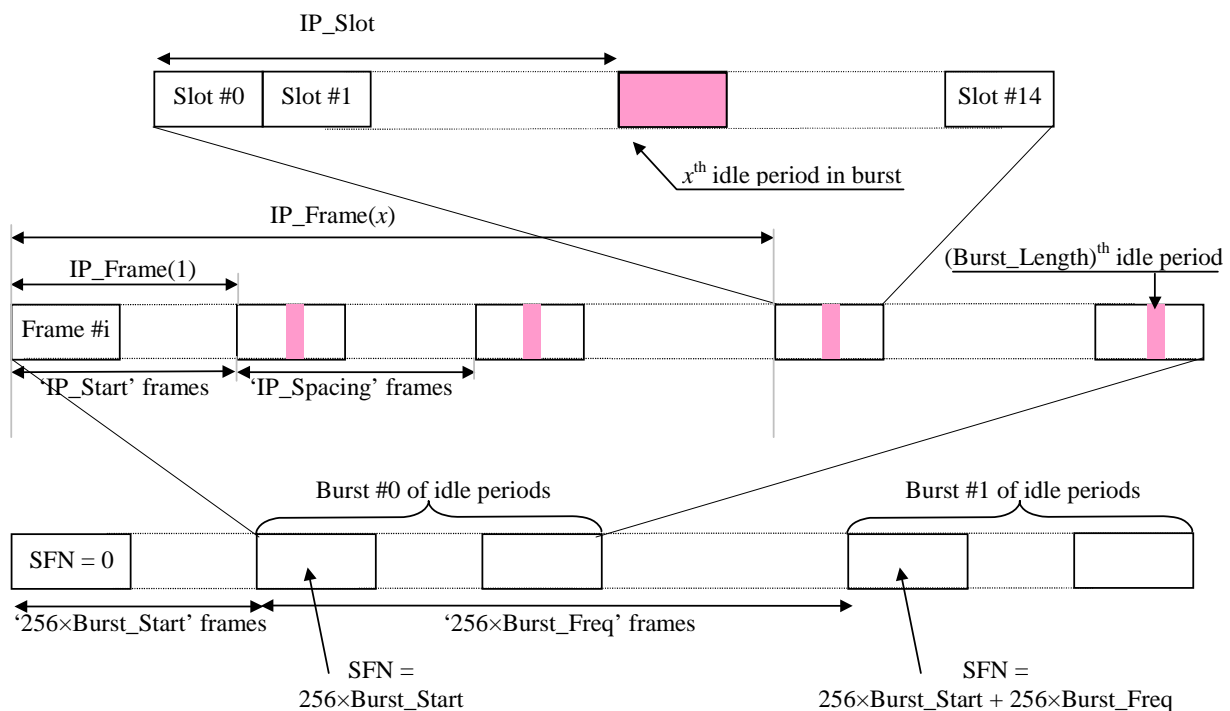 IP_Slot
Slot #0
Slot #1
Slot #14
xth idle period in burst
IP_Frame(x)
IP_Frame(1)
(Burst_Length)th idle period
Frame #i
‘IP_Start’ frames
‘IP_Spacing’ frames
Burst #0 of idle periods
Burst #1 of idle periods
SFN = 0
‘256×Burst_Start’ frames
‘256×Burst_Freq’ frames
SFN =
256×Burst_Start
SFN =
256×Burst_Start + 256×Burst_Freq